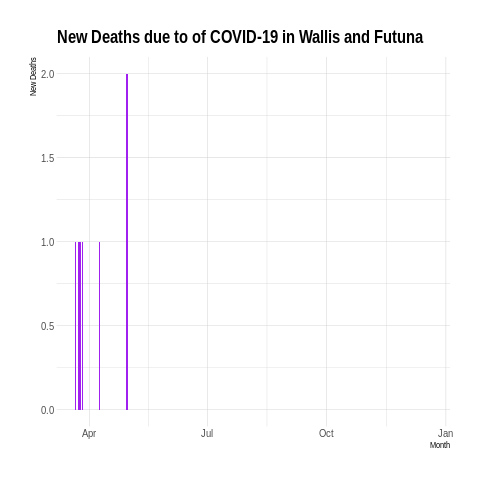 New Deaths due to of COVID-19 in Wallis and Futuna
New Deaths
2.0
1.5
1.0
0.5
0.0
Apr Jul Oct Jan
Month